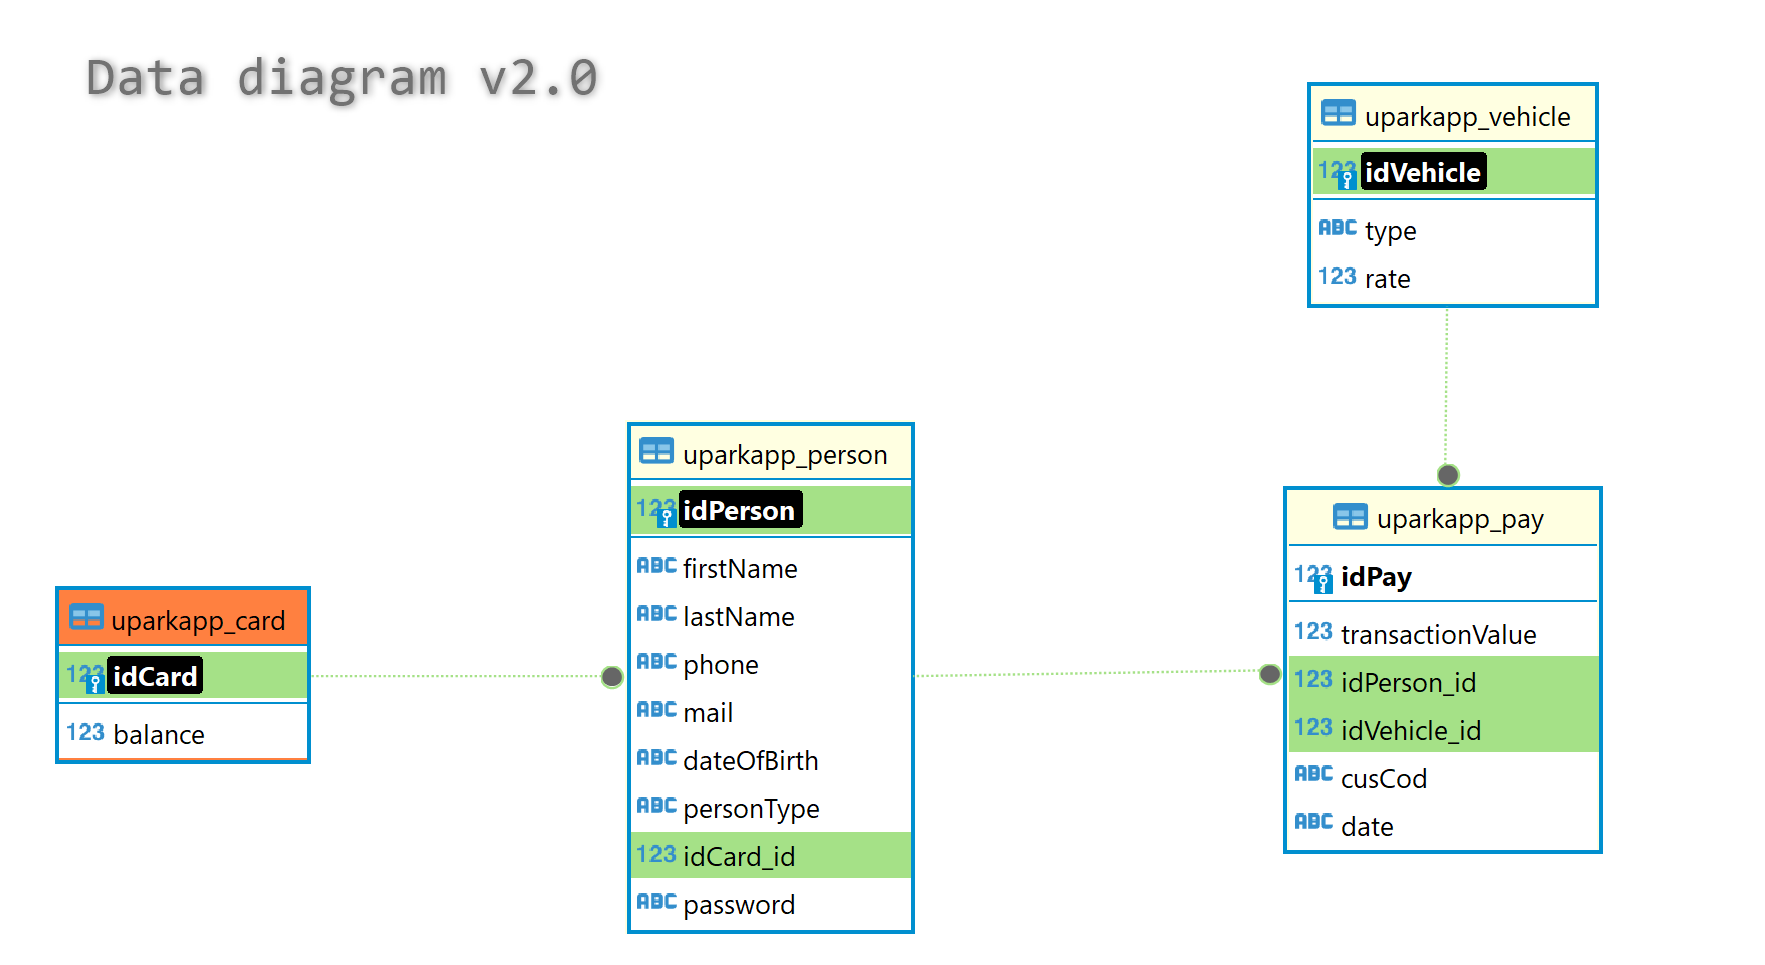 Data diagram v2.0
uparkapp_vehicle
123 idVehicle
ABC type
123 rate
uparkapp_person
123 idPerson
ABC firstName
ABC lastName
ABC phone
ABC mail
ABC dateOfBirth
ABC personType
123 idCard_id
ABC password
uparkapp_pay
123 idPay
123 transactionValue
123 idPerson_id
123 idVehicle_id
ABC cusCod
ABC date
uparkapp_card
123 idCard
123 balance